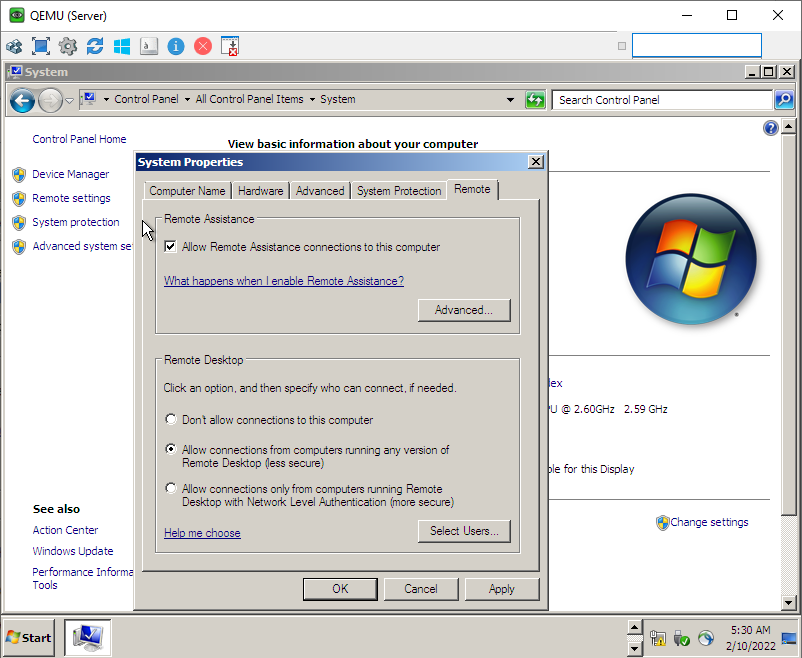 QEMU (Server)
System
Control Panel
All Control Panel Items
System
Search Control Panel
Control Panel Home
View basic information about your computer
Device Manager
Remote settings
System protection
Advanced system se
System Properties
Computer Name
Hardware
Advanced
System Protection
Remote
Remote Assistance
Allow Remote Assistance connections to this computer
What happens when I enable Remote Assistance?
Advanced...
Remote Desktop
Click an option, and then specify who can connect, if needed.
Don't allow connections to this computer
Allow connections from computers running any version of
Remote Desktop (less secure)
Allow connections only from computers running Remote
Desktop with Network Level Authentication (more secure)
Help me choose
Select Users...
OK
Cancel
Apply
dex
U @ 2.60GHz 2.59 GHz
ble for this Display
Change settings
See also
Action Center
Windows Update
Performance Informa
Tools
Start
5:30 AM
2/10/2022